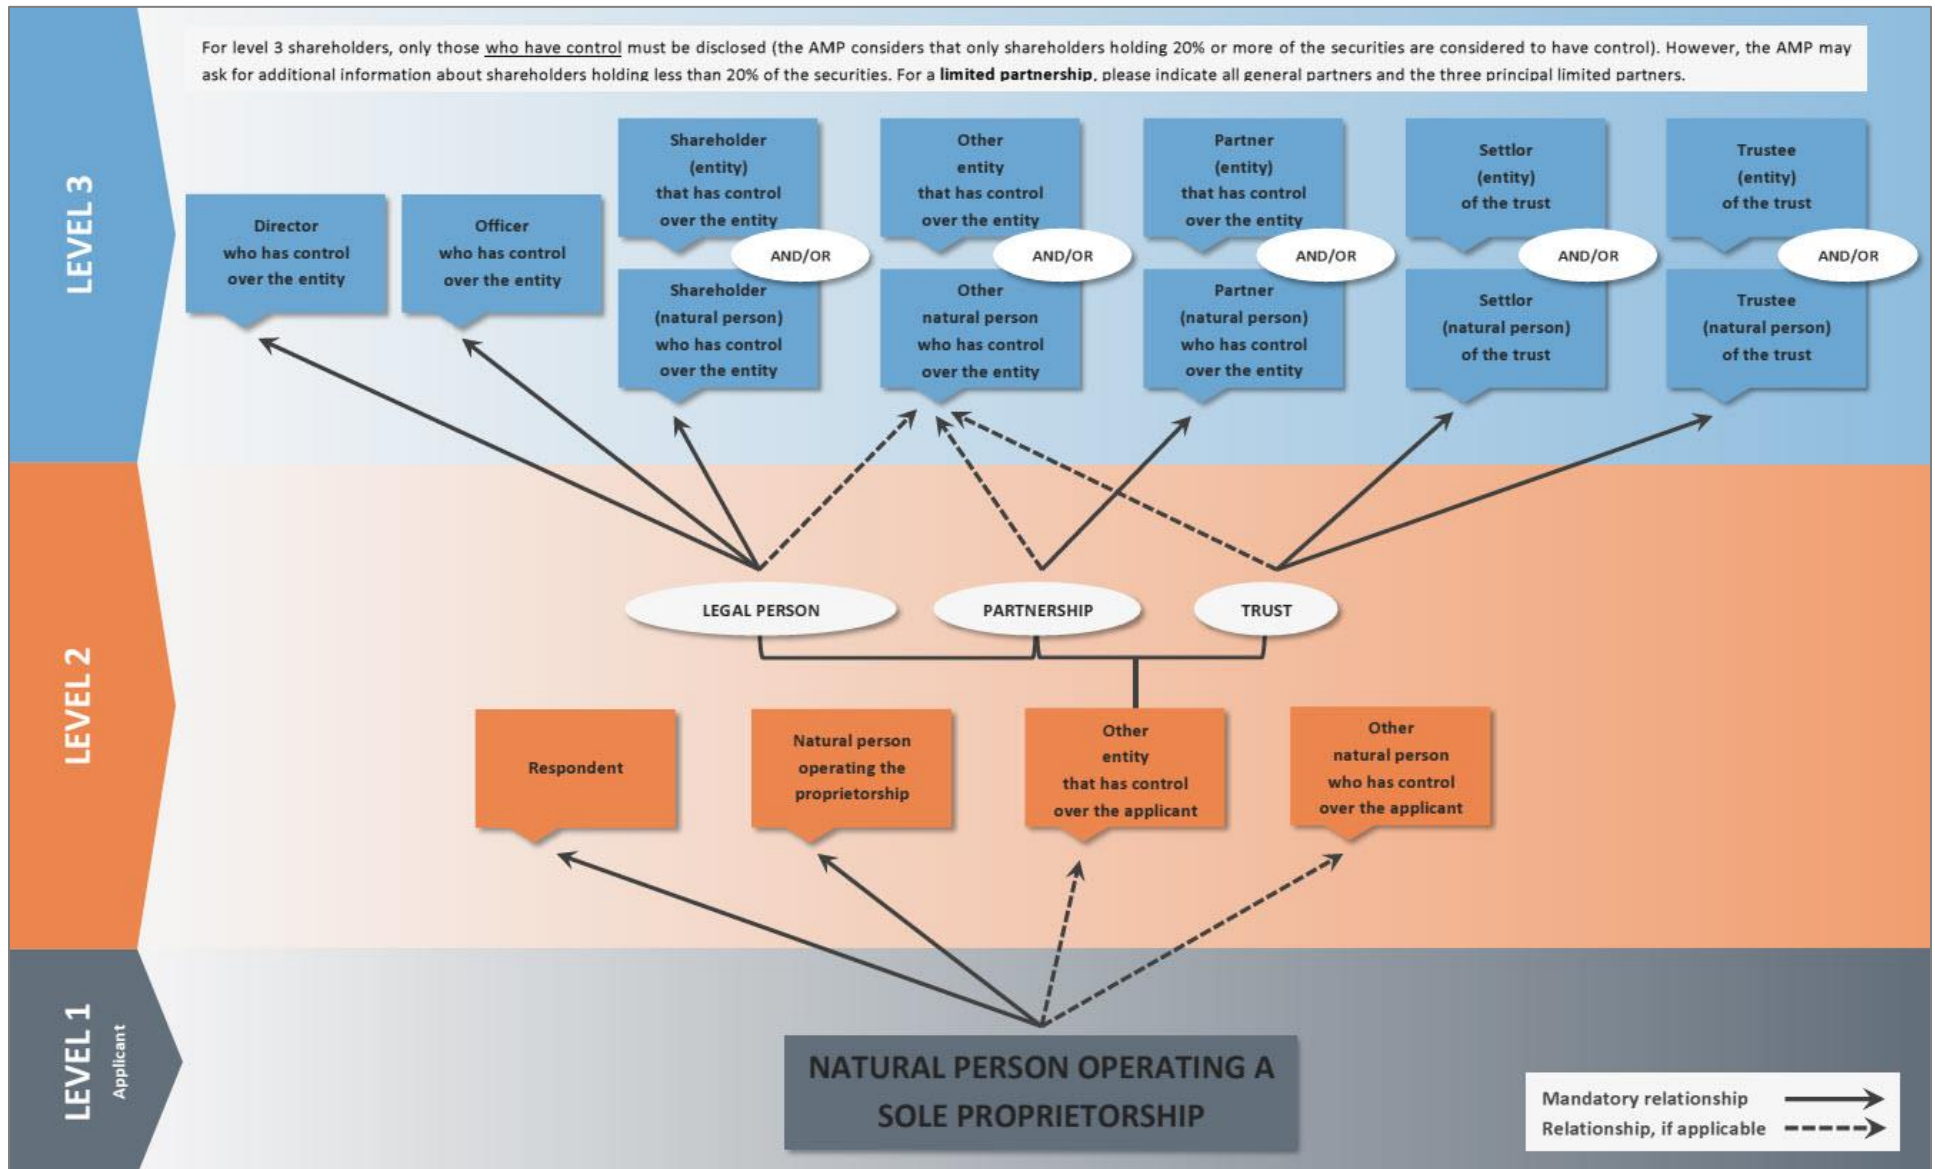 For level 3 shareholders, only those who have control must be disclosed (the AMP considers that only shareholders holding 20% or more of the securities are considered to have control). However, the AMP may
ask for additional information about shareholders holding less than 20% of the securities. For a limited partnership, please indicate all general partners and the three principal limited partners.
LEVEL 3
Director
who has control
over the entity
Officer
who has control
over the entity
Shareholder
(entity)
that has control
over the entity
AND/OR
Shareholder
(natural person)
who has control
over the entity
Other
entity
that has control
over the entity
AND/OR
Other
natural person
who has control
over the entity
Partner
(entity)
that has control
over the entity
AND/OR
Partner
(natural person)
who has control
over the entity
Settlor
(entity)
of the trust
AND/OR
Settlor
(natural person)
of the trust
Trustee
(entity)
of the trust
AND/OR
Trustee
(natural person)
of the trust
LEVEL 2
LEGAL PERSON
PARTNERSHIP
TRUST
Respondent
Natural person
operating the
proprietorship
Other
entity
that has control
over the applicant
Other
natural person
who has control
over the applicant
LEVEL 1
Applicant
NATURAL PERSON OPERATING A
SOLE PROPRIETORSHIP
Mandatory relationship
Relationship, if applicable